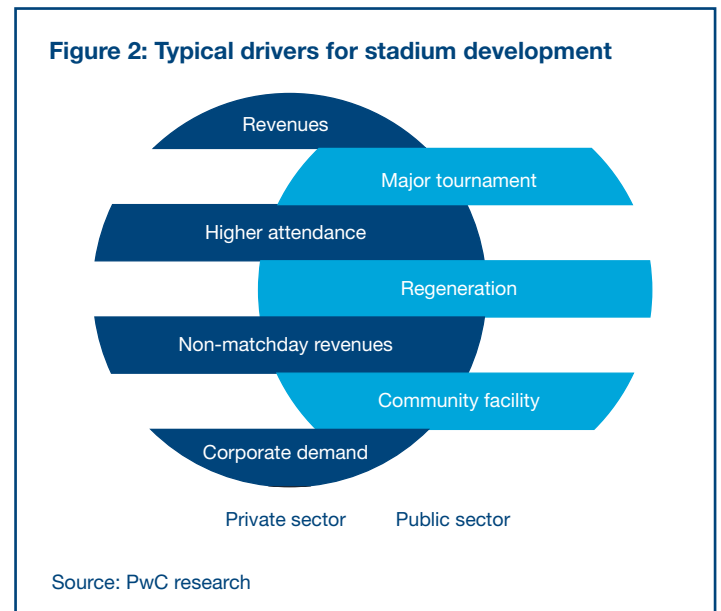 Figure 2: Typical drivers for stadium development
Revenues
Major tournament
Higher attendance
Regeneration
Non-matchday revenues
Community facility
Corporate demand
Private sector Public sector
Source: PwC research